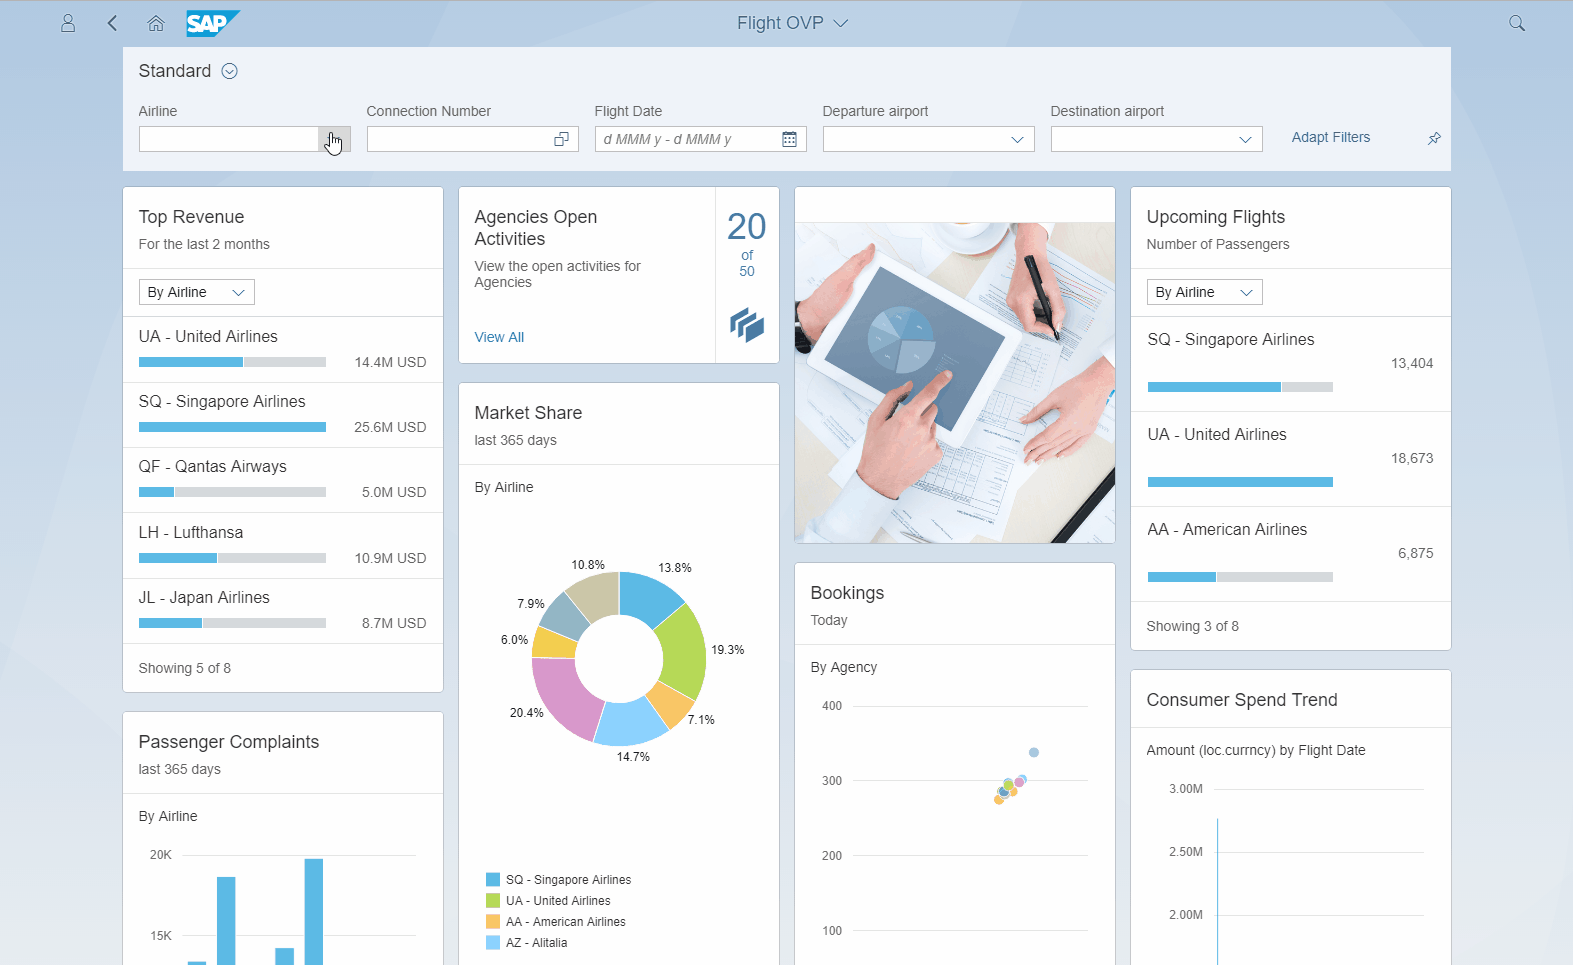 SAP
Flight OVP
Standard
Airline
Connection Number
Flight Date
Departure airport
Destination airport
d MMM y - d MMM y
Adapt Filters
Top Revenue
For the last 2 months
By Airline
UA - United Airlines
14.4M USD
SQ - Singapore Airlines
25.6M USD
QF - Qantas Airways
5.0M USD
LH - Lufthansa
10.9M USD
JL - Japan Airlines
8.7M USD
Showing 5 of 8
Passenger Complaints
last 365 days
By Airline
20K
15K
Agencies Open
Activities
View the open activities for
Agencies
View All
20
of
50
Market Share
last 365 days
By Airline
10.8%
13.8%
7.9%
6.0%
19.3%
20.4%
7.1%
14.7%
SQ - Singapore Airlines
UA - United Airlines
AA - American Airlines
AZ - Alitalia
Bookings
Today
By Agency
400
300
200
100
Upcoming Flights
Number of Passengers
By Airline
SQ - Singapore Airlines
13,404
UA - United Airlines
18,673
AA - American Airlines
6,875
Showing 3 of 8
Consumer Spend Trend
Amount (loc.currncy) by Flight Date
3.00M
2.50M
2.00M